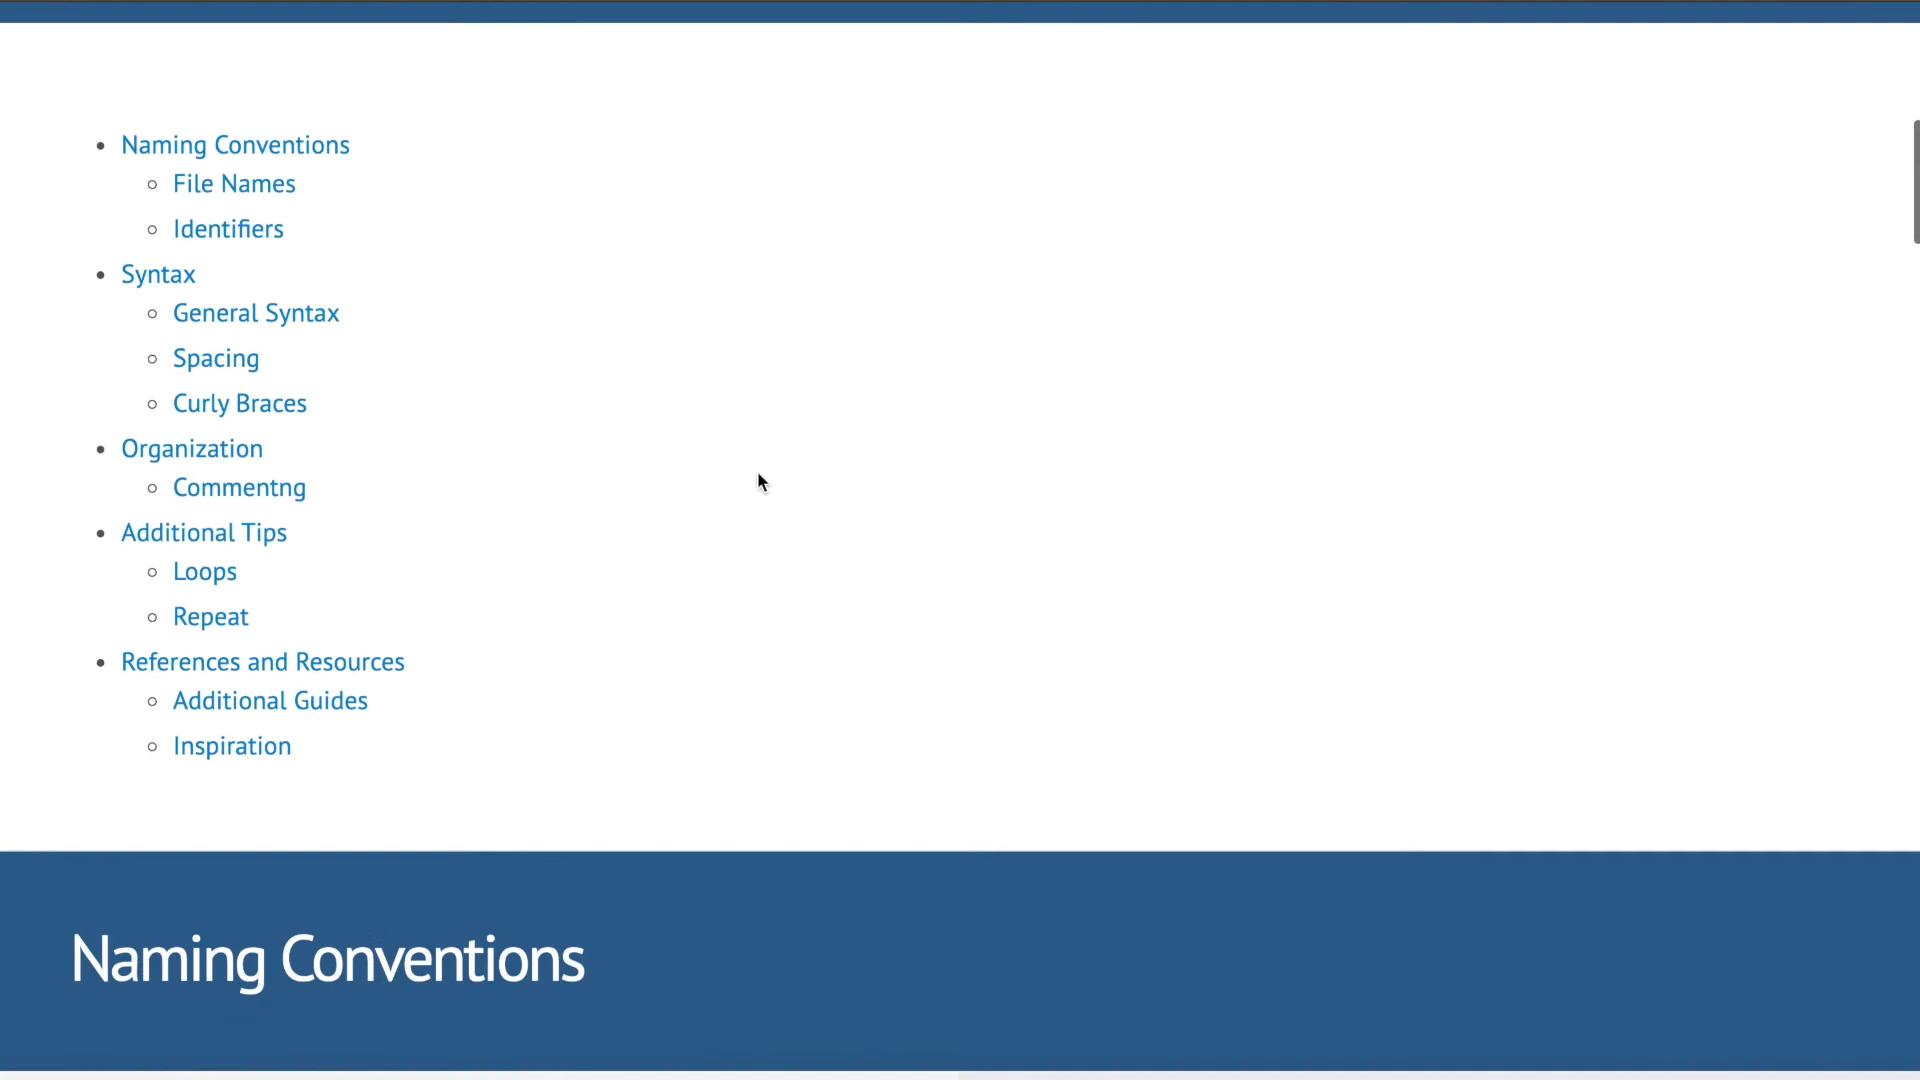 Naming Conventions
File Names
Identifiers
Syntax
General Syntax
Spacing
Curly Braces
Organization
Commentng
Additional Tips
Loops
Repeat
References and Resources
Additional Guides
Inspiration
Naming Conventions